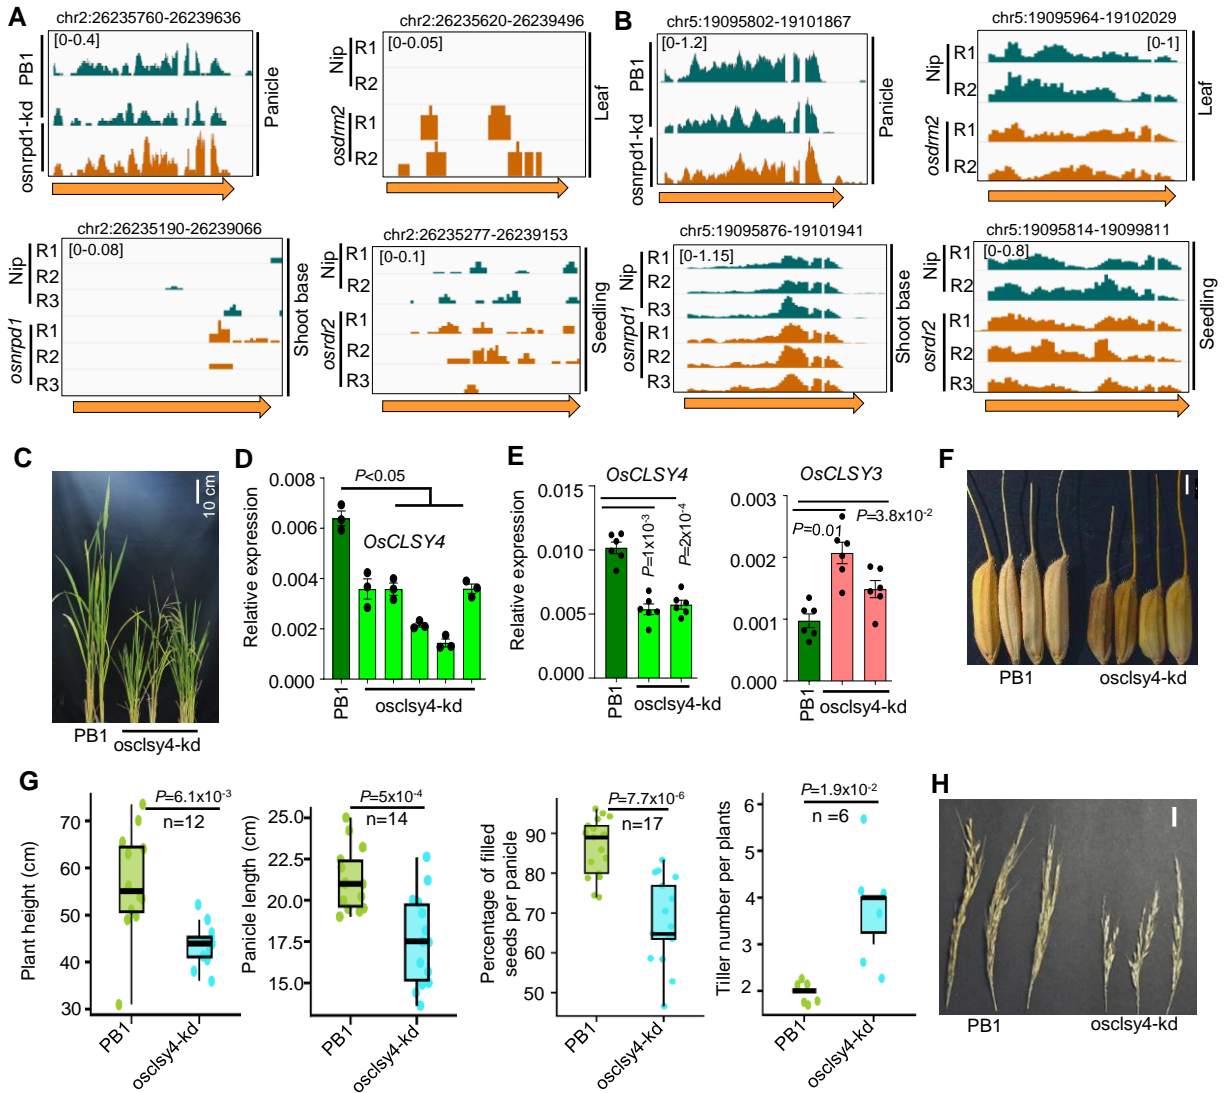 A
chr2:26235760-26239636
[0-0.4]
PB1
osnrpd1-kd
Panicle
chr2:26235620-26239496
[0-0.05]
Nip
R1
R2
osdrm2
R1
R2
Leaf
chr2:26235190-26239066
[0-0.08]
Nip
R1
R2
R3
osnrpd1
R1
R2
R3
Shoot base
chr2:26235277-26239153
[0-0.1]
Nip
R1
R2
osrdr2
R1
R2
R3
Seedling
B
chr5:19095802-19101867
[0-1.2]
PB1
osnrpd1-kd
Panicle
chr5:19095964-19102029
[0-1]
Nip
R1
R2
osdrm2
R1
R2
Leaf
chr5:19095876-19101941
[0-1.15]
Nip
R1
R2
R3
osnrpd1
R1
R2
R3
Shoot base
chr5:19095814-19099811
[0-0.8]
Nip
R1
R2
osrdr2
R1
R2
R3
Seedling
C
10 cm
PB1
osclsy4-kd
D
Relative expression
0.008
0.006
0.004
0.002
0.000
P<0.05
OsCLSY4
PB1
osclsy4-kd
E
OsCLSY4
Relative expression
0.015
0.010
0.005
0.000
P=1x10-3
P=2x10-4
PB1
osclsy4-kd
OsCLSY3
0.003
0.002
0.001
0.000
P=0.01
P=3.8x10-2
PB1
osclsy4-kd
F
PB1
osclsy4-kd
G
Plant height (cm)
70
60
50
40
30
P=6.1x10-3
n=12
PB1
osclsy4-kd
Panicle length (cm)
25.0
22.5
20.0
17.5
15.0
P=5x10-4
n=14
PB1
osclsy4-kd
Percentage of filled
seeds per panicle
90
80
70
60
50
P=7.7x10-6
n=17
PB1
osclsy4-kd
Tiller number per plants
6
5
4
3
2
P=1.9x10-2
n =6
PB1
osclsy4-kd
H
PB1
osclsy4-kd